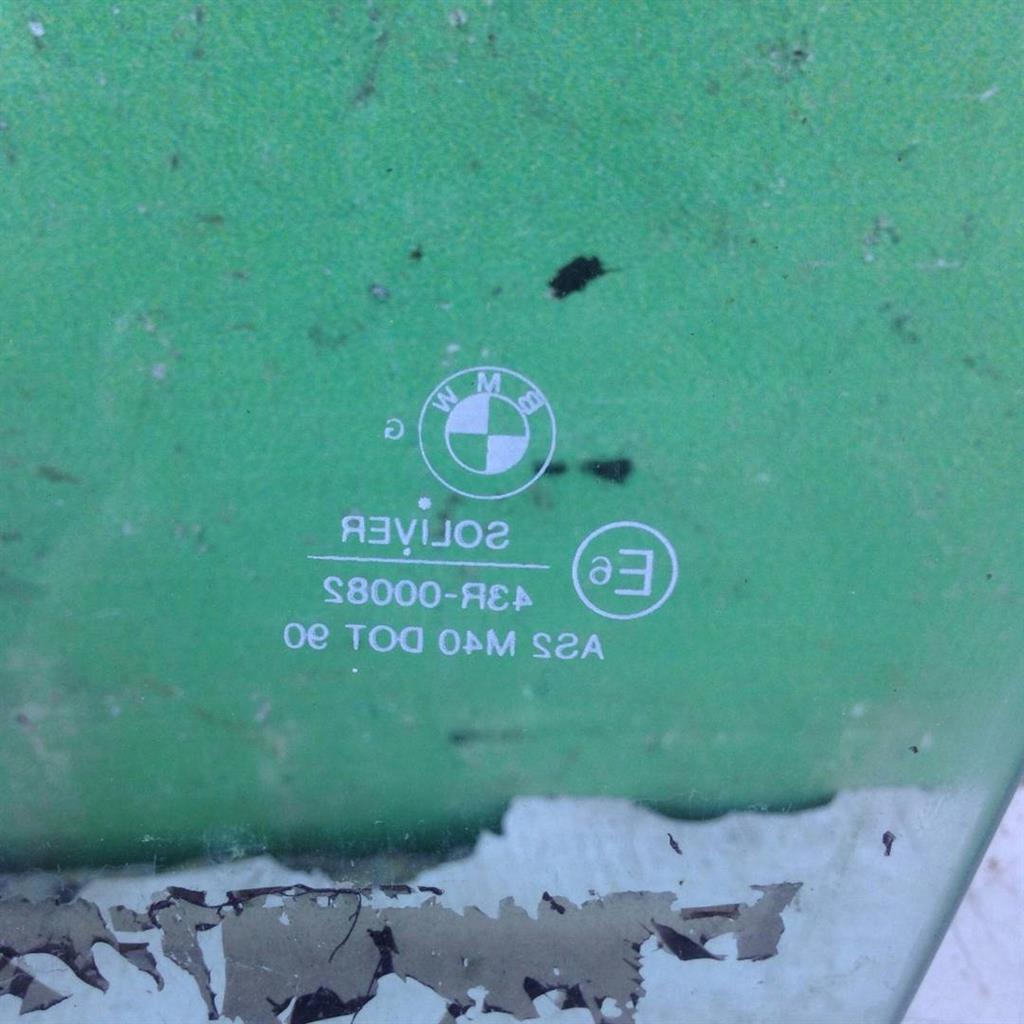 BMW
G
SOLIVER
E6
43R-00082
AS2 M40 DOT 90